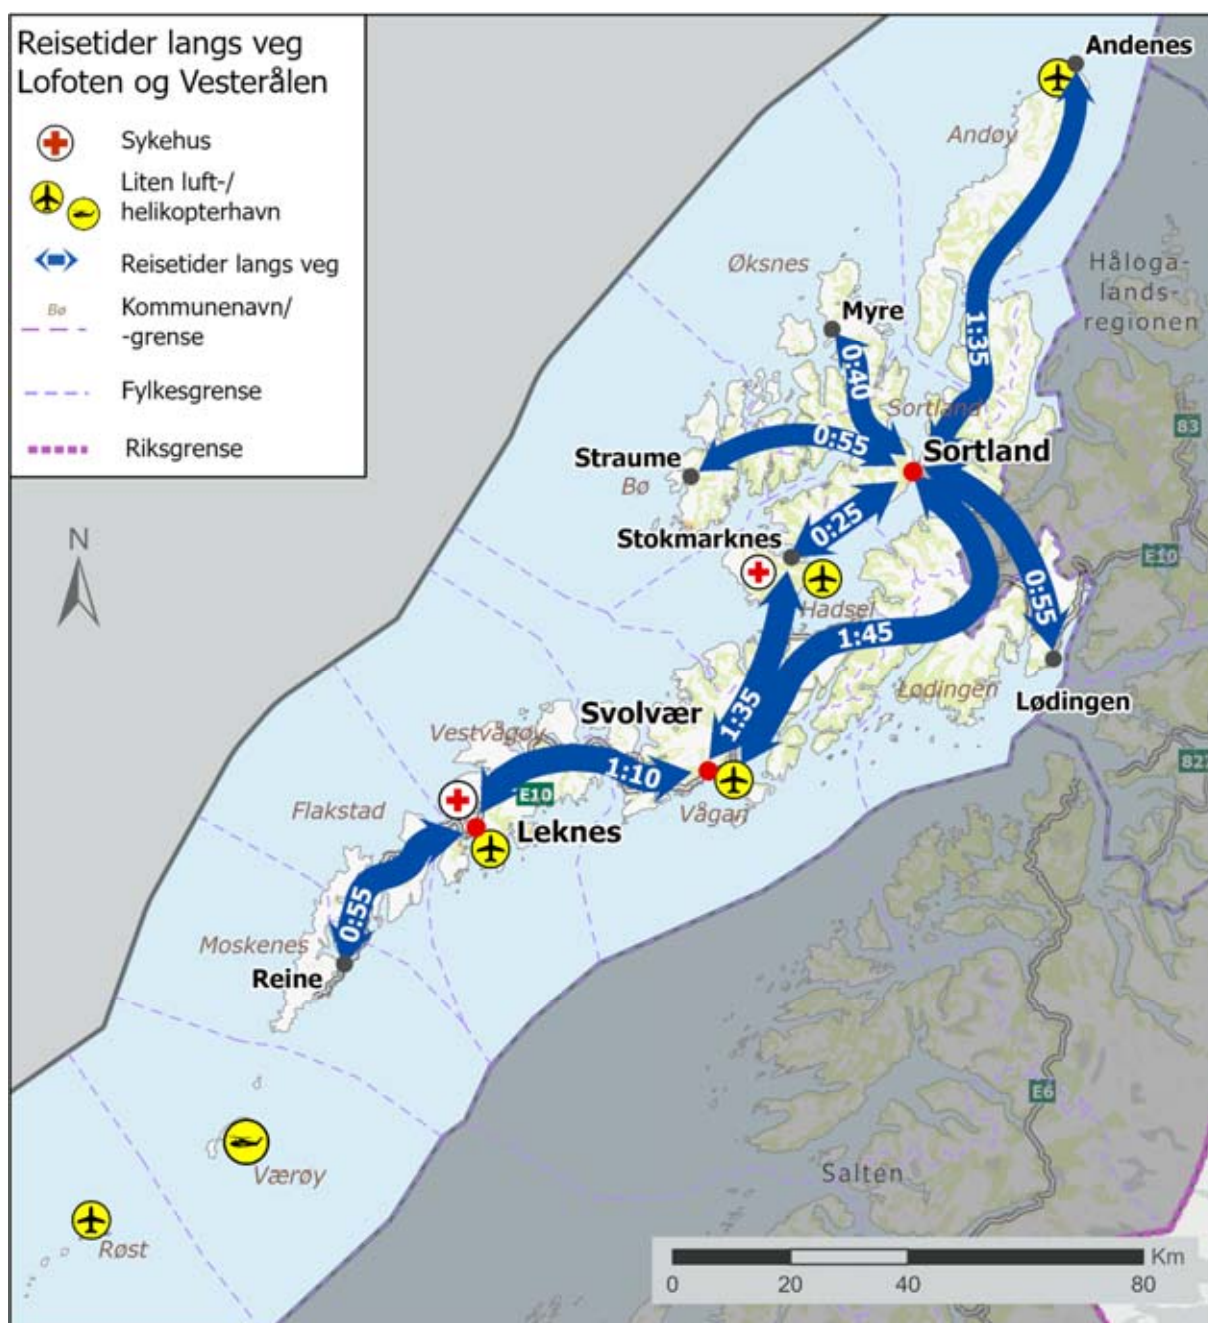 Reisetider langs veg
Lofoten og Vesterålen
Sykehus
Liten luft-/
helikopterhavn
Reisetider langs veg
Bø
Kommunenavn/
-grense
Fylkesgrense
Riksgrense
N
Andenes
Andøy
Håloga-
lands-
regionen
Øksnes
Myre
1:35
0:40
Sortland
83
Straume
0:55
Sortland
Bø
Stokmarknes
0:25
E10
0:55
Hadsel
1:45
Lødingen
Lødingen
Svolvær
1:35
Vestvågøy
1:10
E10
Vågan
Flakstad
Leknes
0:55
Moskenes
Reine
E6
Værøy
Salten
Røst
Km
0
20
40
80